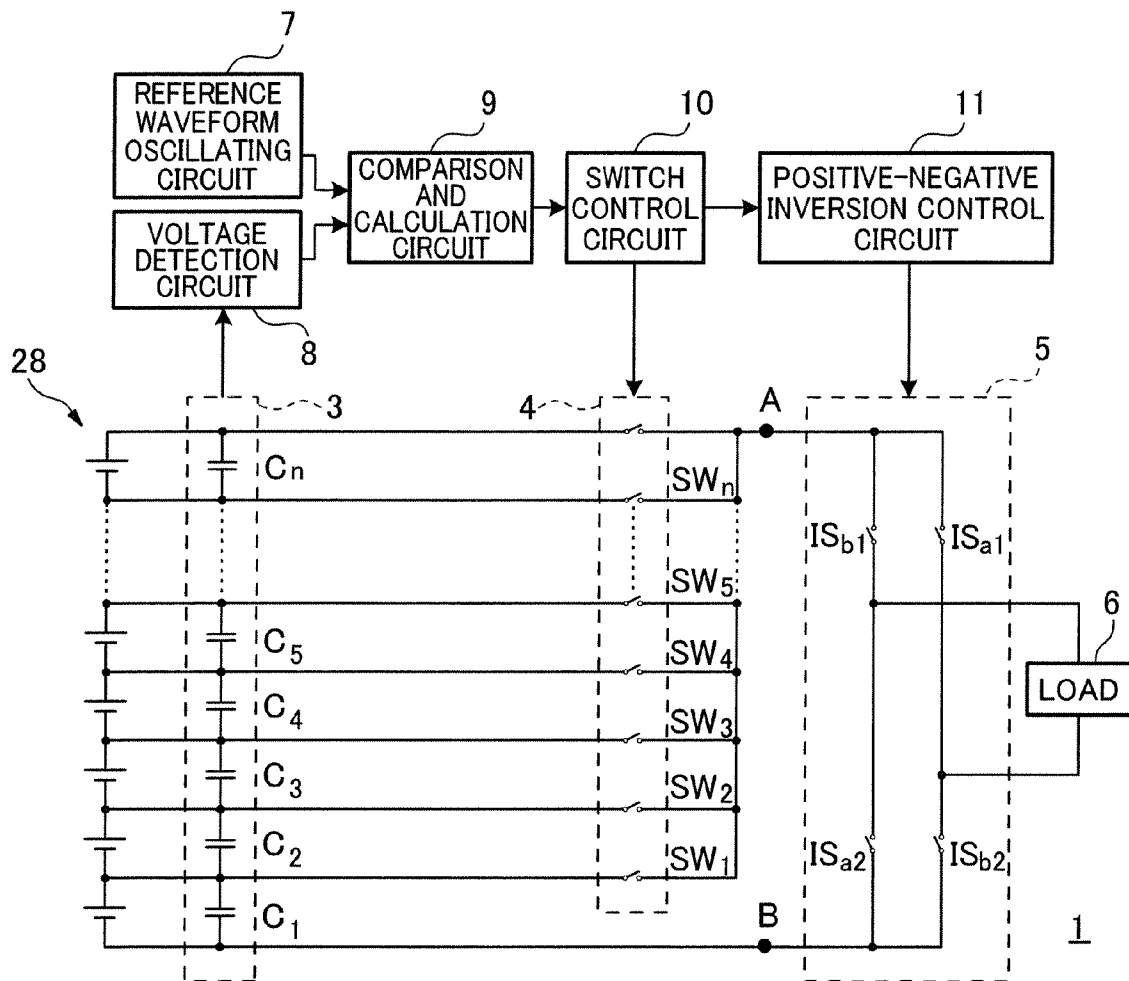 7
REFERENCE
WAVEFORM
OSCILLATING
CIRCUIT
9
COMPARISON
AND
CALCULATION
CIRCUIT
10
SWITCH
CONTROL
CIRCUIT
11
POSITIVE-NEGATIVE
INVERSION CONTROL
CIRCUIT
VOLTAGE
DETECTION
CIRCUIT
8
28
3
4
A
5
Cn
SWn
ISb1
ISa1
SW5
C5
SW4
6
LOAD
C4
SW3
C3
SW2
C2
SW1
ISa2
ISb2
C1
B
1